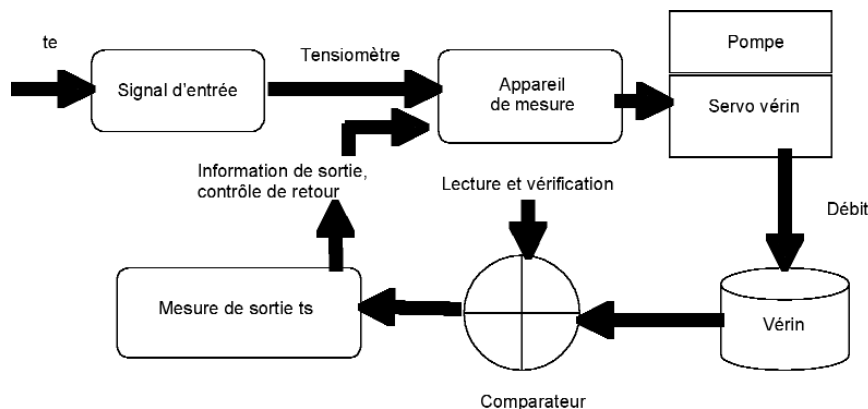 te
Signal d'entrée
Tensiomètre
Appareil
de mesure
Pompe
Servo vérin
Information de sortie,
contrôle de retour
Lecture et vérification
Débit
Mesure de sortie ts
Vérin
Comparateur